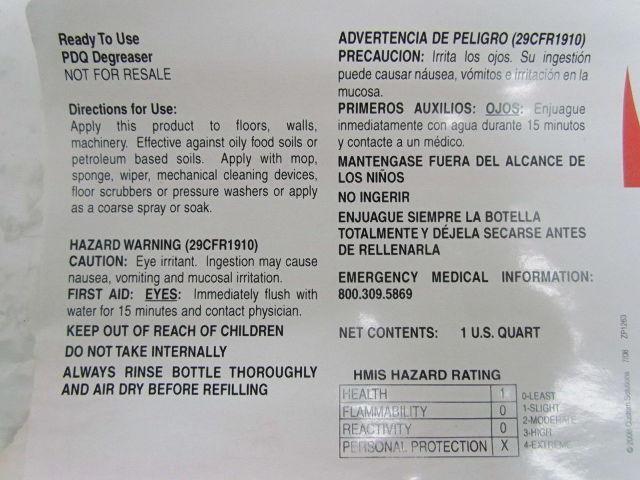 Ready To Use
PDQ Degreaser
NOT FOR RESALE
Directions for Use:
Apply this product to floors, walls,
machinery. Effective against oily food soils or
petroleum based soils. Apply with mop,
sponge, wiper, mechanical cleaning devices,
floor scrubbers or pressure washers or apply
as a coarse spray or soak.
HAZARD WARNING (29CFR1910)
CAUTION: Eye irritant. Ingestion may cause
nausea, vomiting and mucosal irritation.
FIRST AID: EYES: Immediately flush with
water for 15 minutes and contact physician.
KEEP OUT OF REACH OF CHILDREN
DO NOT TAKE INTERNALLY
ALWAYS RINSE BOTTLE THOROUGHLY
AND AIR DRY BEFORE REFILLING
ADVERTENCIA DE PELIGRO (29CFR1910)
PRECAUCION: Irrita los ojos. Su ingestión
puede causar náusea, vómitos e irritación en la
mucosa.
PRIMEROS AUXILIOS: OJOS: Enjuague
inmediatamente con agua durante 15 minutos
y contacte a un médico.
MANTENGASE FUERA DEL ALCANCE DE
LOS NIÑOS
NO INGERIR
ENJUAGUE SIEMPRE LA BOTELLA
TOTALMENTE Y DÉJELA SECARSE ANTES
DE RELLENARLA
EMERGENCY MEDICAL INFORMATION:
800.309.5869
NET CONTENTS: 1 U.S. QUART
HMIS HAZARD RATING
HEALTH 1
FLAMMABILITY 0
REACTIVITY 0
PERSONAL PROTECTION X
0-LEAST
1-SLIGHT
2-MODERATE
3-HIGH
4-EXTREME
© 2008 Custom Solutions 7/08 ZP1263